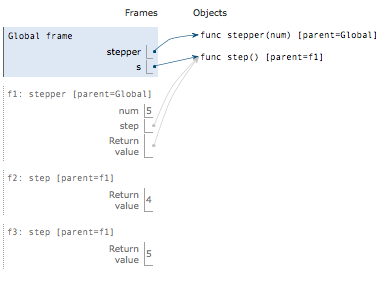 Frames Objects
Global frame
stepper
s
func stepper(num) [parent=Global]
func step() [parent=f1]
f1: stepper [parent=Global]
num 5
step
Return
value
f2: step [parent=f1]
Return
value 4
f3: step [parent=f1]
Return
value 5